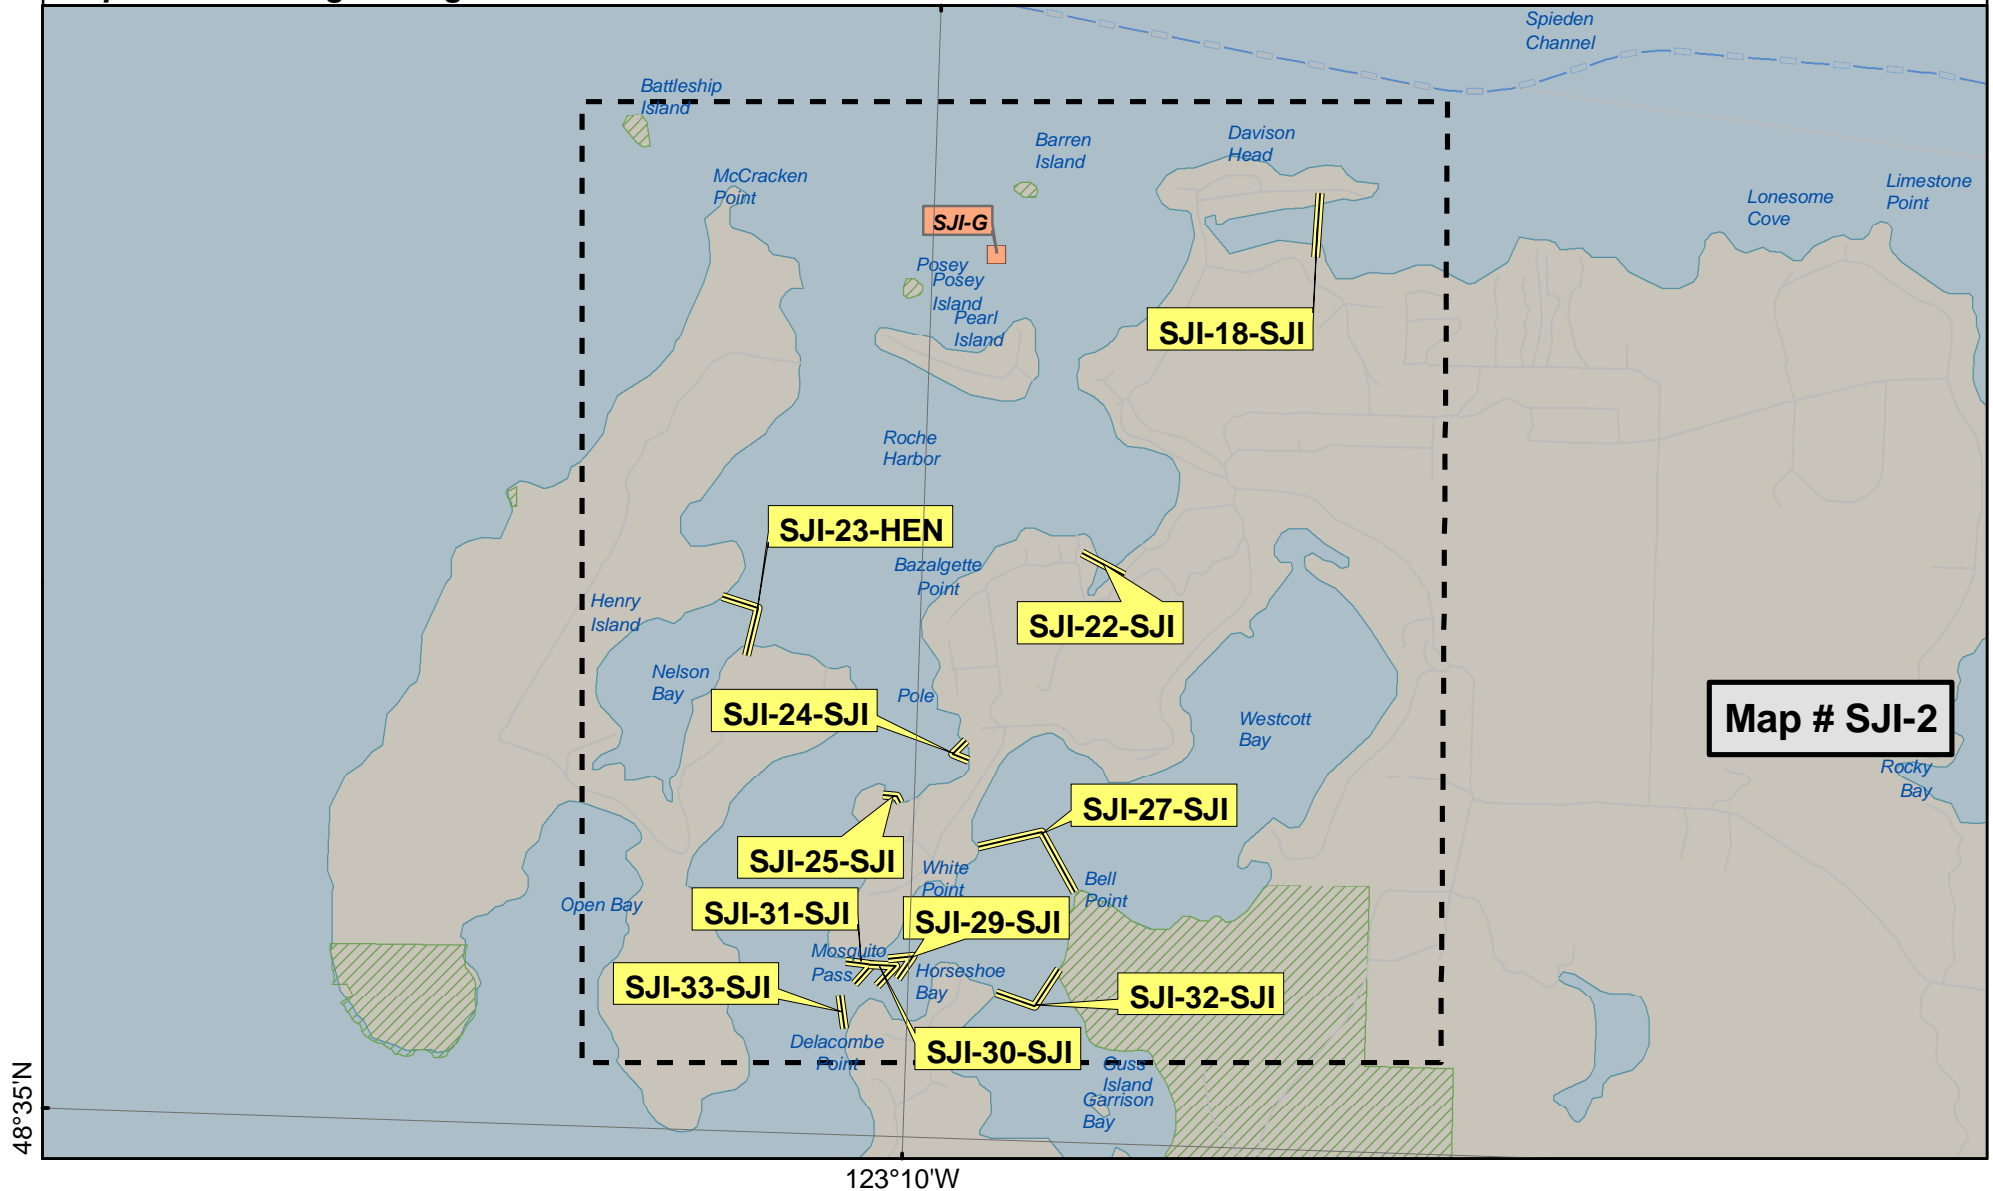 Spieden
Channel
Battleship
Island
Barren
Island
Davison
Head
McCracken
Point
Limestone
Point
Lonesome
Cove
SJI-G
Posey
Posey
Island
Pearl
Island
SJI-18-SJI
Roche
Harbor
SJI-23-HEN
Bazalgette
Point
Henry
Island
SJI-22-SJI
Nelson
Bay
Pole
SJI-24-SJI
Westcott
Bay
Map # SJI-2
Rocky
Bay
SJI-27-SJI
SJI-25-SJI
White
Point
Bell
Point
Open Bay
SJI-31-SJI
SJI-29-SJI
Mosquito
Pass
Horseshoe
Bay
SJI-33-SJI
SJI-32-SJI
Delacombe
Point
SJI-30-SJI
Guss
Island
Garrison
Bay
48°35'N
123°10'W